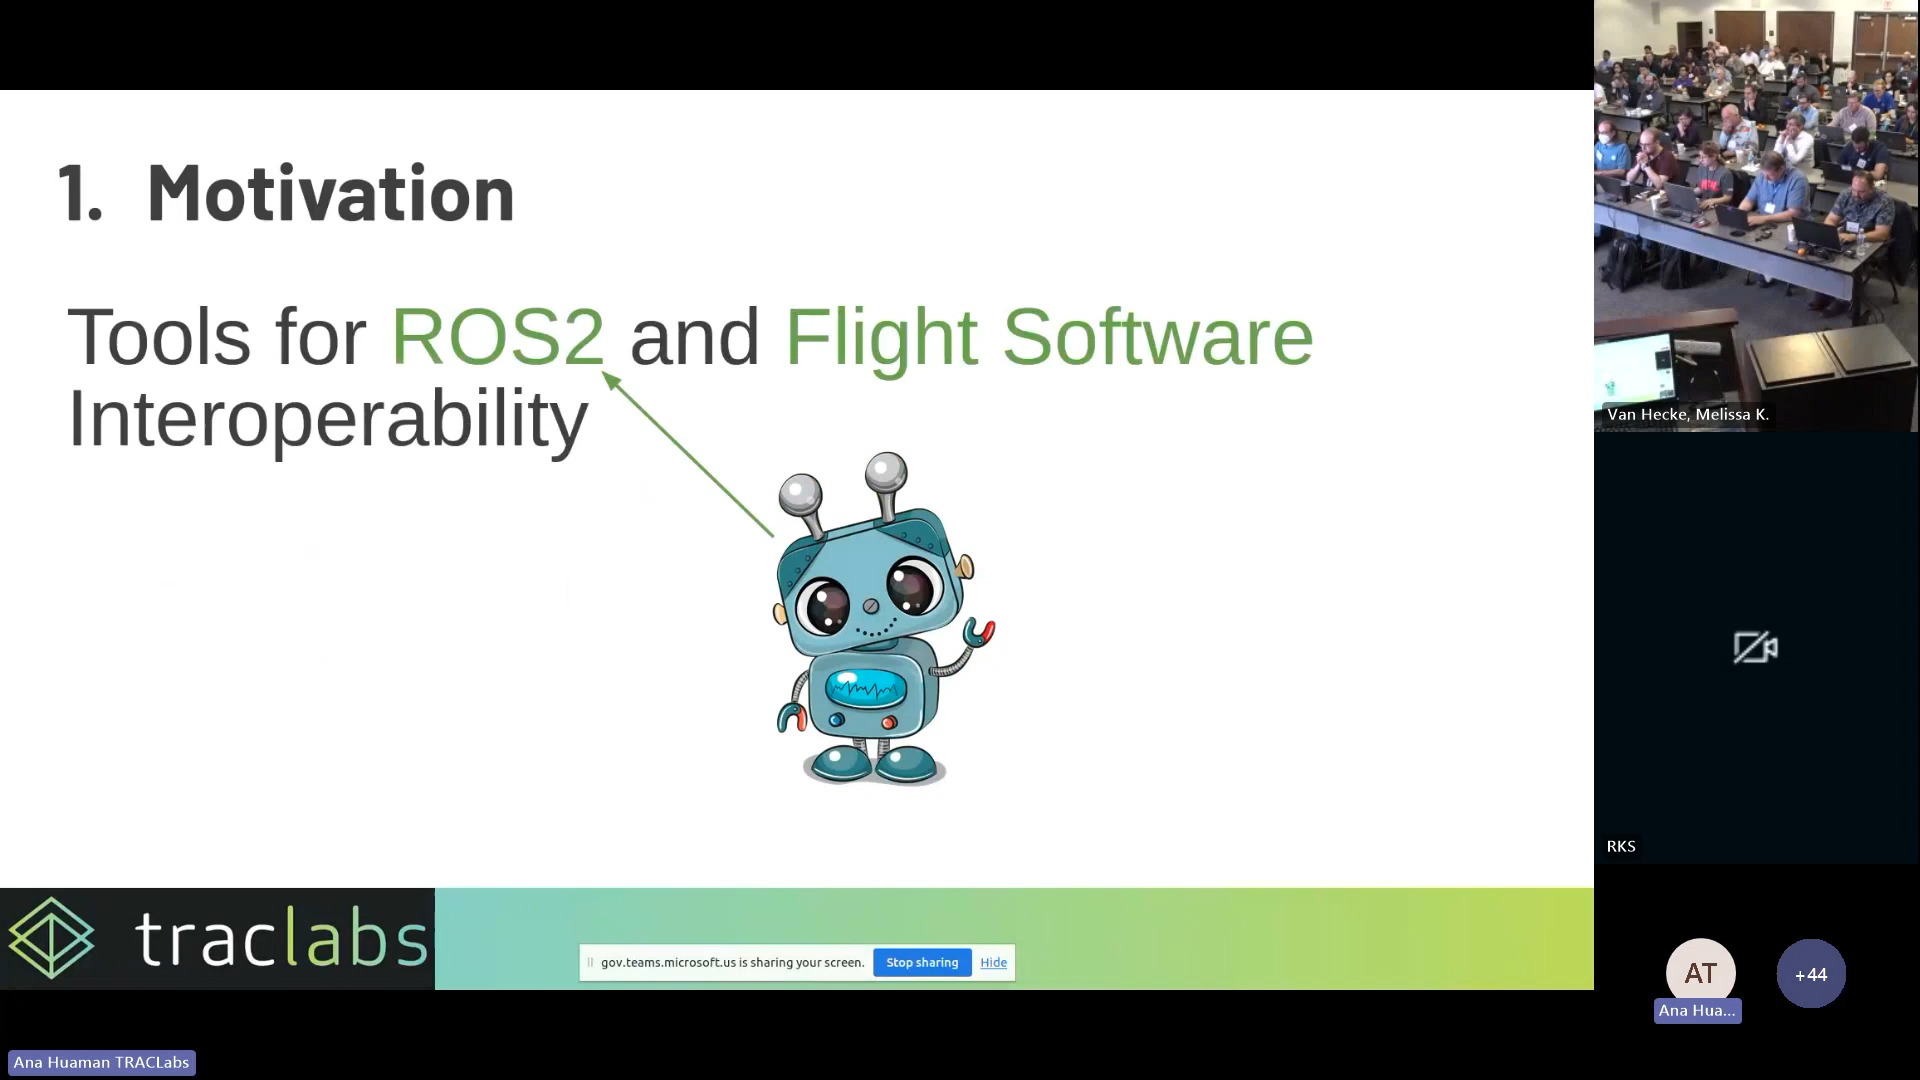 1. Motivation
Tools for ROS2 and Flight Software
Interoperability
traclabs
gov.teams.microsoft.us is sharing your screen.
Stop sharing
Hide
Ana Huaman TRACLabs
Van Hecke, Melissa K.
RKS
AT
+44
Ana Hua...